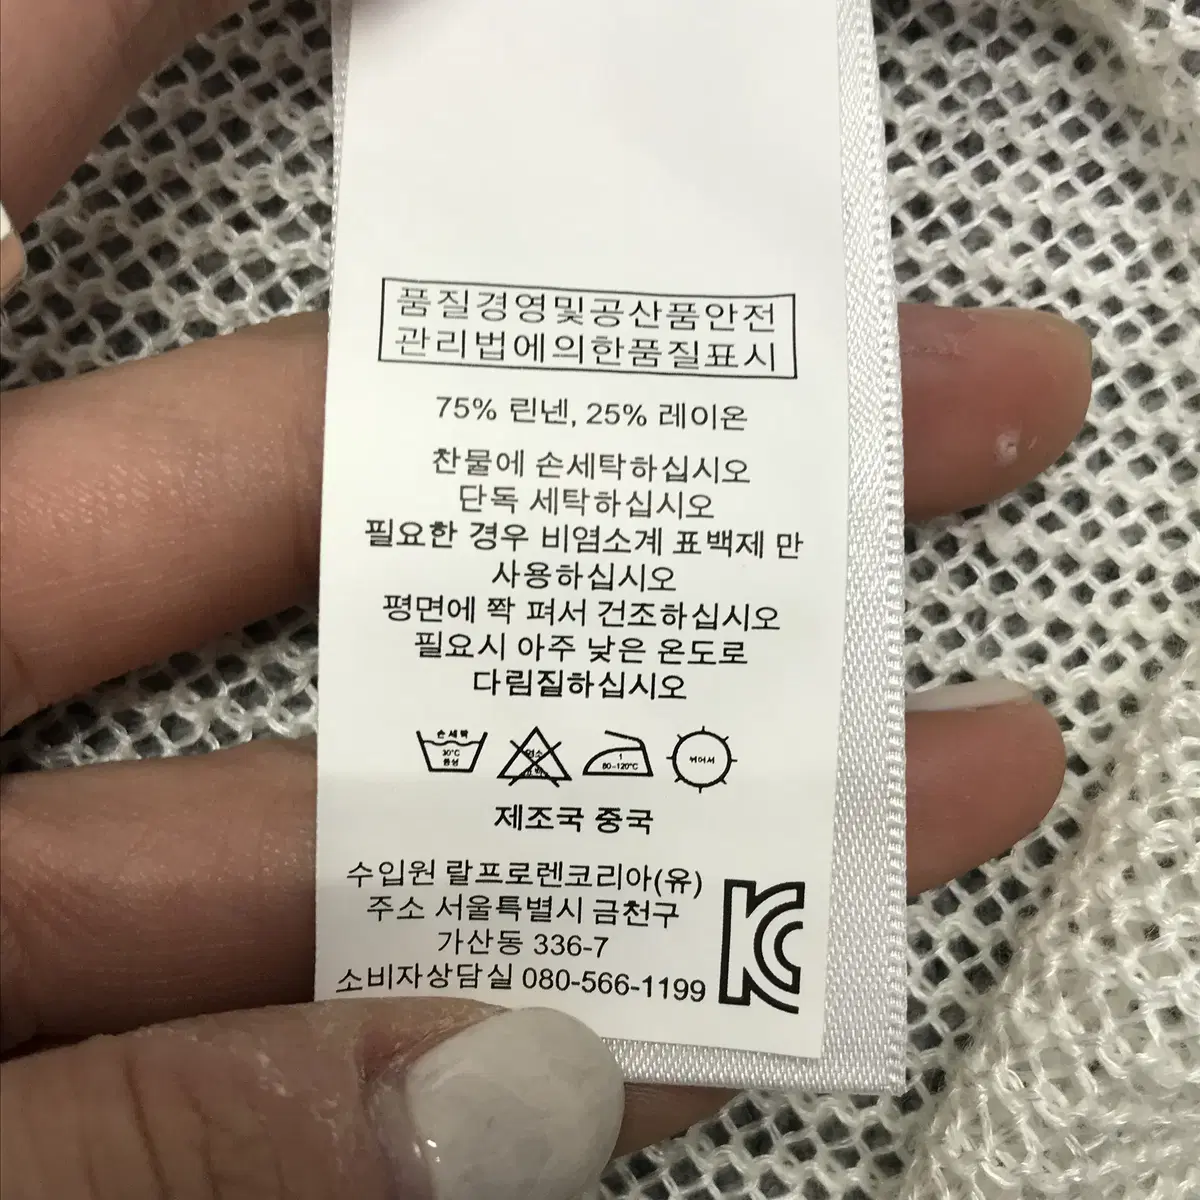 품질경영및공산품안전
관리법에의한품질표시
75% 린넨, 25% 레이온
찬물에 손세탁하십시오
단독 세탁하십시오
필요한 경우 비염소계 표백제 만
사용하십시오
평면에 쫙 펴서 건조하십시오
필요시 아주 낮은 온도로
다림질하십시오
손세탁
30°C
중성
염소
표백
1
80~120°C
뉘어서
제조국 중국
수입원 랄프로렌코리아(유)
주소 서울특별시 금천구
가산동 336-7
소비자상담실 080-566-1199